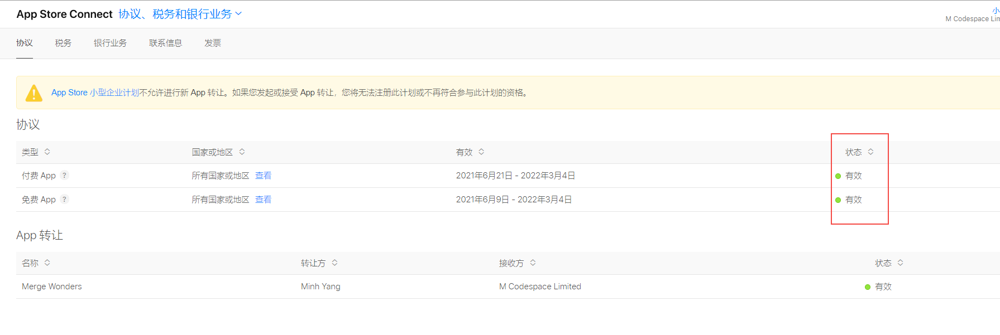 App Store Connect 协议、税务和银行业务 小
M Codespace Lim
协议 税务 银行业务 联系信息 发票
App Store 小型企业计划不允许进行新 App 转让。如果您发起或接受 App 转让，您将无法注册此计划或不再符合参与此计划的资格。
协议
类型 国家或地区 有效 状态
付费 App ? 所有国家或地区 查看 2021年6月21日 - 2022年3月4日 有效
免费 App ? 所有国家或地区 查看 2021年6月9日 - 2022年3月4日 有效
App 转让
名称 转让方 接收方 状态
Merge Wonders Minh Yang M Codespace Limited 有效